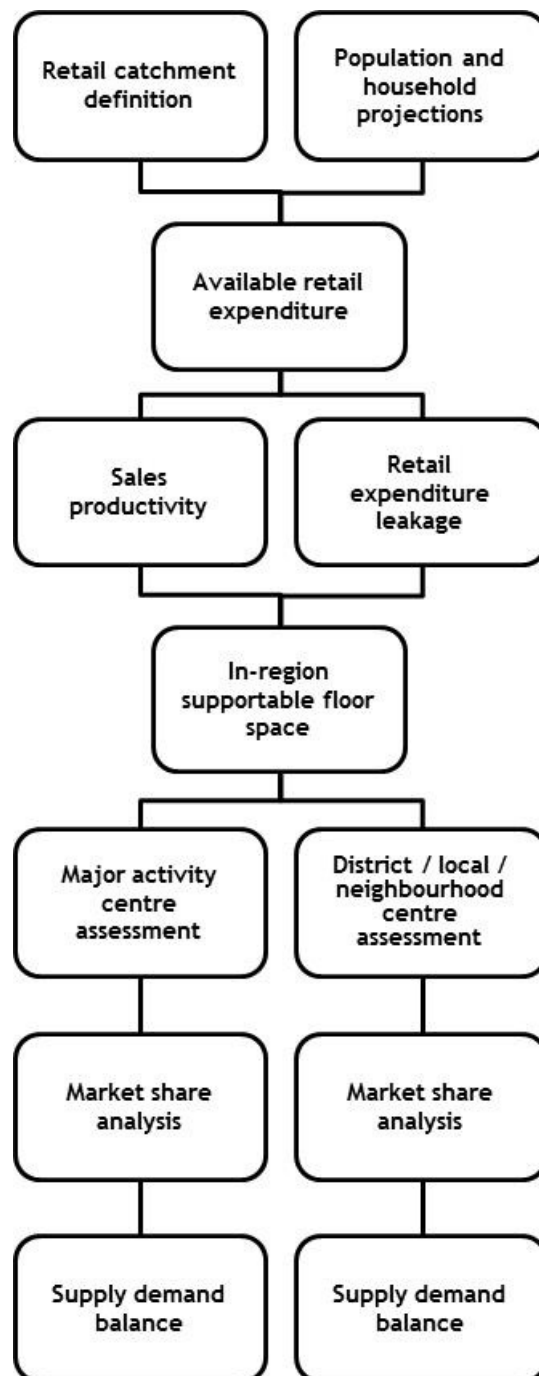 Retail catchment
definition
Population and
household
projections
Available retail
expenditure
Sales
productivity
Retail
expenditure
leakage
In-region
supportable floor
space
Major activity
centre
assessment
District / local /
neighbourhood
centre
assessment
Market share
analysis
Market share
analysis
Supply demand
balance
Supply demand
balance